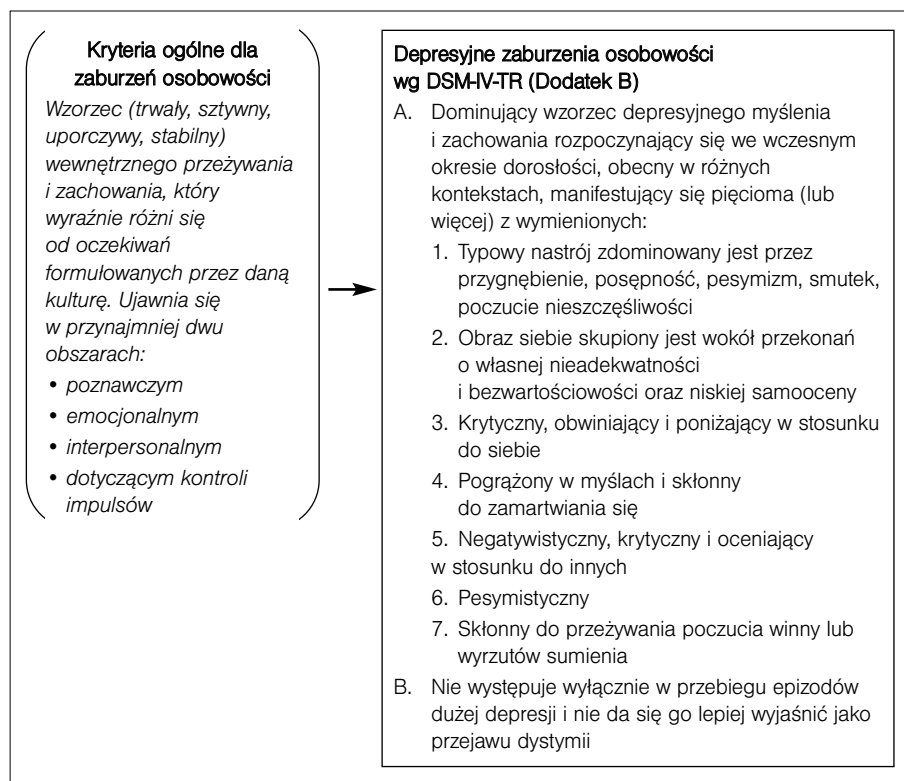 Kryteria ogólne dla
zaburzeń osobowości
Wzorzec (trwały, sztywny,
uporczywy, stabilny)
wewnętrznego przeżywania
i zachowania, który
wyraźnie różni się
od oczekiwań
formułowanych przez daną
kulturę. Ujawnia się
w przynajmniej dwu
obszarach:
• poznawczym
• emocjonalnym
• interpersonalnym
• dotyczącym kontroli
impulsów
Depresyjne zaburzenia osobowości
wg DSM-IV-TR (Dodatek B)
A. Dominujący wzorzec depresyjnego myślenia
i zachowania rozpoczynający się we wczesnym
okresie dorosłości, obecny w różnych
kontekstach, manifestujący się pięcioma (lub
więcej) z wymienionych:
1. Typowy nastrój zdominowany jest przez
przygnębienie, posępność, pesymizm, smutek,
poczucie nieszczęśliwości
2. Obraz siebie skupiony jest wokół przekonań
o własnej nieadekwatności
i bezwartościowości oraz niskiej samooceny
3. Krytyczny, obwiniający i poniżający w stosunku
do siebie
4. Pogrążony w myślach i skłonny
do zamartwiania się
5. Negatywistyczny, krytyczny i oceniający
w stosunku do innych
6. Pesymistyczny
7. Skłonny do przeżywania poczucia winny lub
wyrzutów sumienia
B. Nie występuje wyłącznie w przebiegu epizodów
dużej depresji i nie da się go lepiej wyjaśnić jako
przejawu dystymii